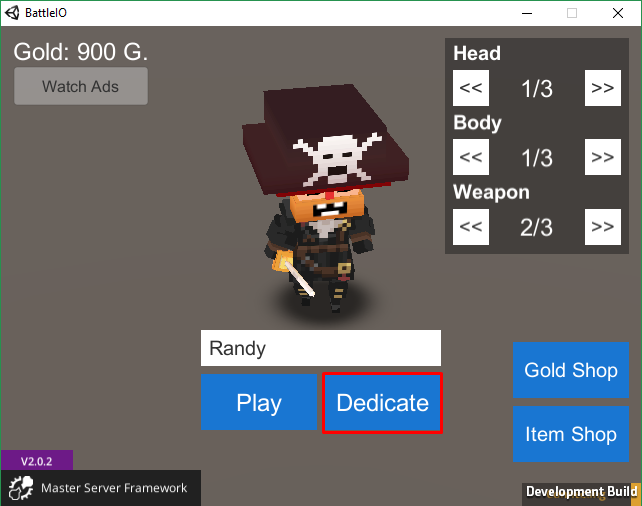 BattleIO
Gold: 900 G.
Watch Ads
Head
<< 1/3 >>
Body
<< 1/3 >>
Weapon
<< 2/3 >>
Randy
Play
Dedicate
Gold Shop
Item Shop
V2.0.2
Master Server Framework
Development Build